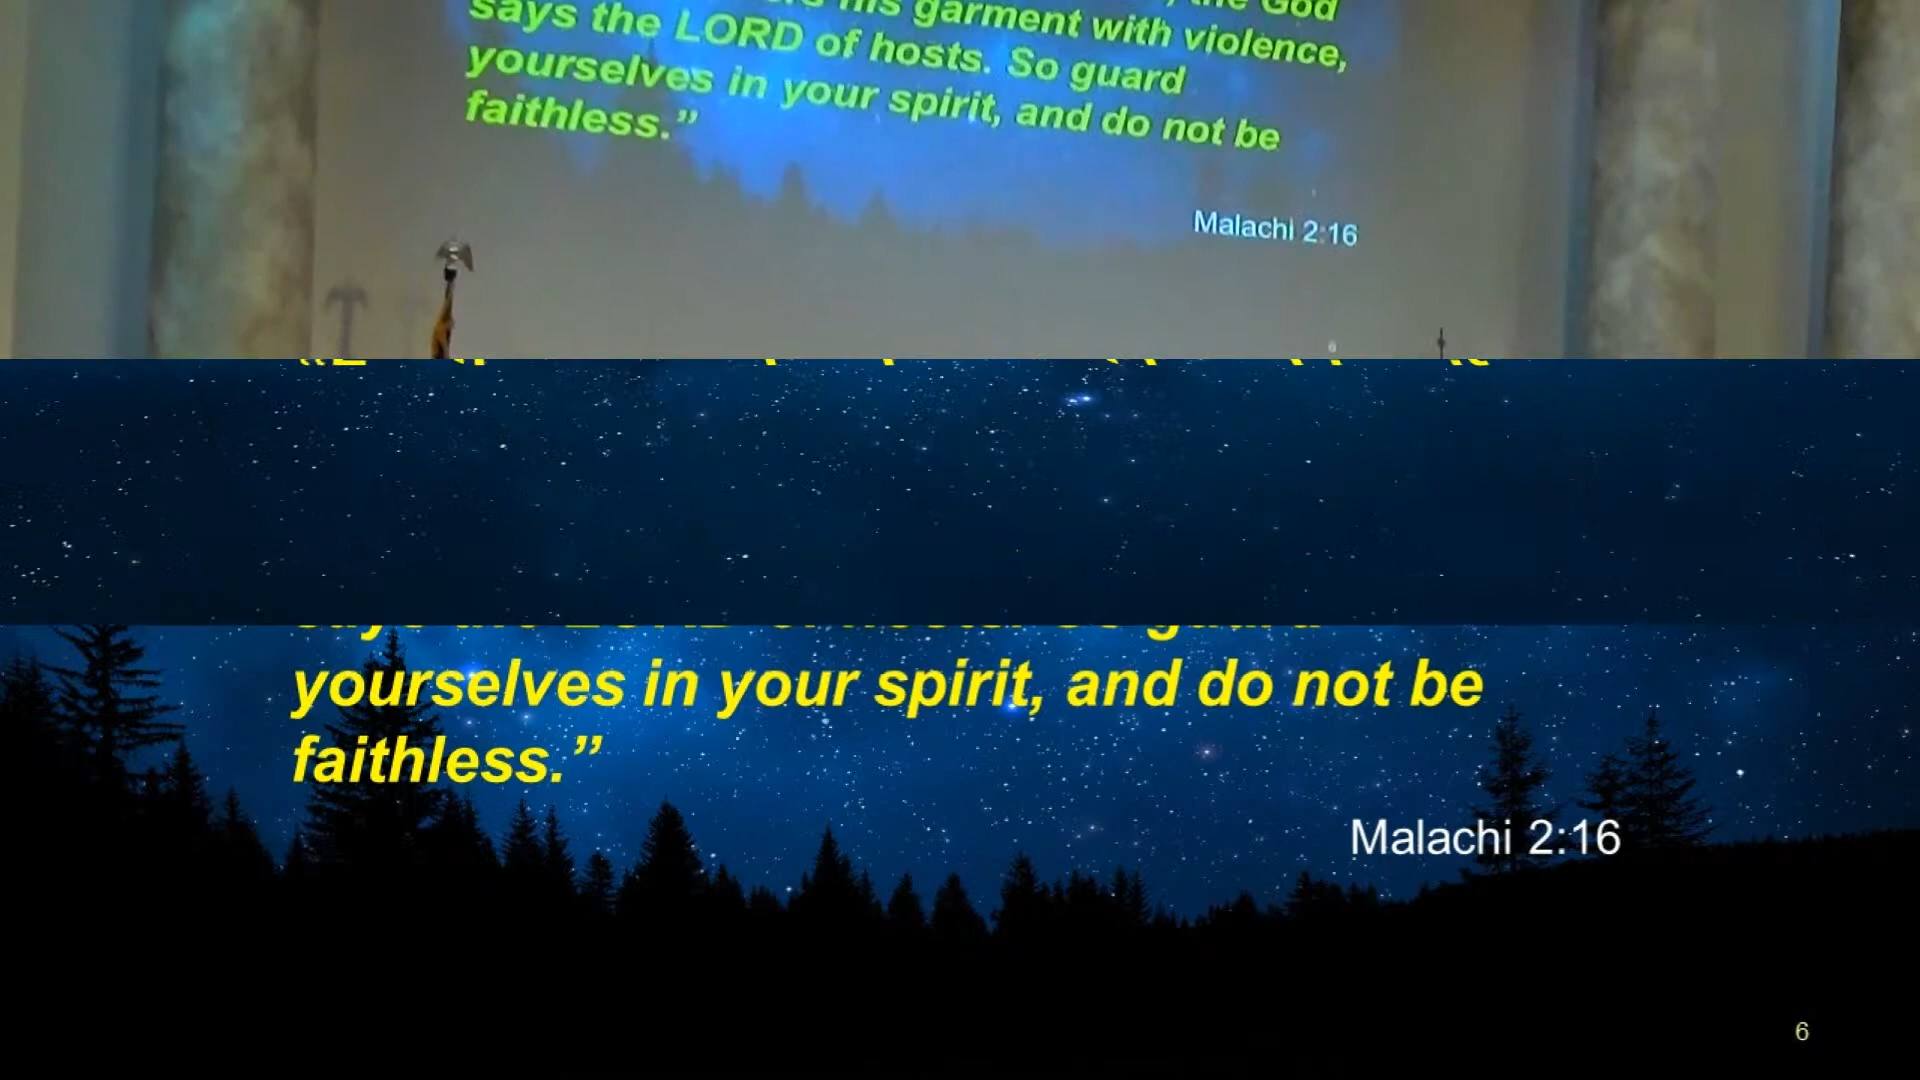 his garment with violence,
says the LORD of hosts. So guard
yourselves in your spirit, and do not be
faithless.”
Malachi 2:16
yourselves in your spirit, and do not be
faithless.”
Malachi 2:16
6